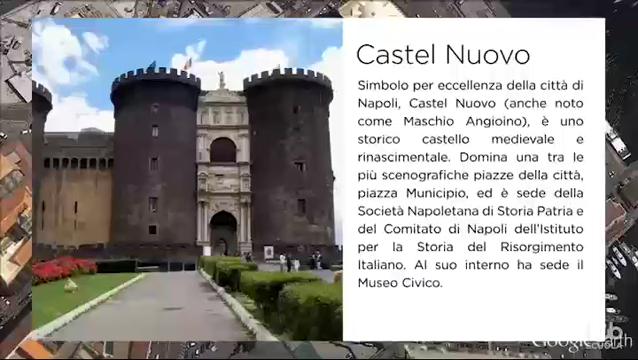 Castel Nuovo
Simbolo per eccellenza della città di
Napoli, Castel Nuovo (anche noto
come Maschio Angioino), è uno
storico castello medievale e
rinascimentale. Domina una tra le
più scenografiche piazze della città,
piazza Municipio, ed è sede della
Società Napoletana di Storia Patria e
del Comitato di Napoli dell'Istituto
per la Storia del Risorgimento
Italiano. Al suo interno ha sede il
Museo Civico.
SCUOLA